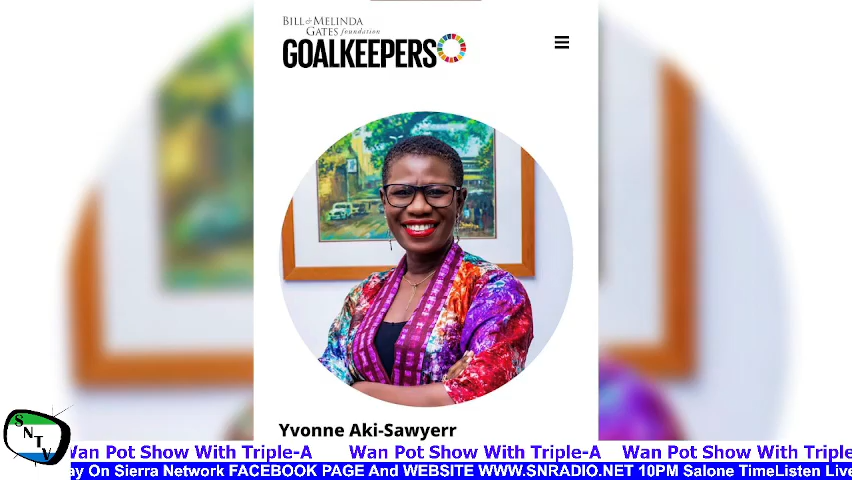 BILL & MELINDA
GATES foundation
GOALKEEPERS
Yvonne Aki-Sawyerr
SNTV
Wan Pot Show With Triple-A Wan Pot Show With Triple-A Wan Pot Show With Triple
ay On Sierra Network FACEBOOK PAGE And WEBSITE WWW.SNRADIO.NET 10PM Salone TimeListen Live